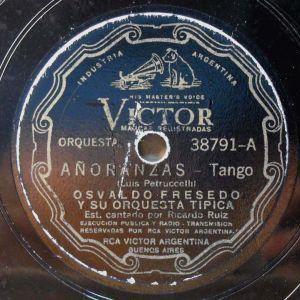 INDUSTRIA ARGENTINA
HIS MASTER'S VOICE
VICTOR
MARCAS REGISTRADAS
ORQUESTA 38791-A
AÑORANZAS - Tango
(Luis Petruccelli)
OSVALDO FRESEDO
Y SU ORQUESTA TIPICA
Est. cantado por Ricardo Ruiz
EJECUCION PUBLICA Y RADIO-TRANSMISION
RESERVADAS POR RCA VICTOR ARGENTINA
RCA VICTOR ARGENTINA
BUENOS AIRES